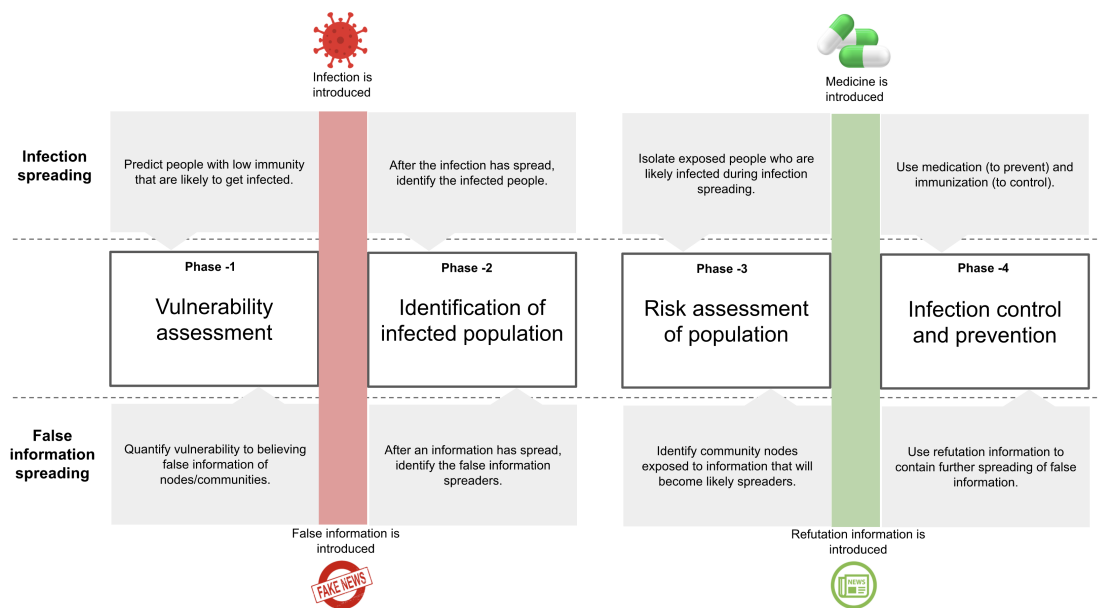 Infection is
introduced
Medicine is
introduced
Infection
spreading
Predict people with low immunity
that are likely to get infected.
After the infection has spread,
identify the infected people.
Isolate exposed people who are
likely infected during infection
spreading.
Use medication (to prevent) and
immunization (to control).
Phase -1
Vulnerability
assessment
Phase -2
Identification of
infected population
Phase -3
Risk assessment
of population
Phase -4
Infection control
and prevention
False
information
spreading
Quantify vulnerability to believing
false information of
nodes/communities.
After an information has spread,
identify the false information
spreaders.
Identify community nodes
exposed to information that will
become likely spreaders.
Use refutation information to
contain further spreading of false
information.
False information is
introduced
Refutation information is
introduced
FAKE NEWS
NEWS